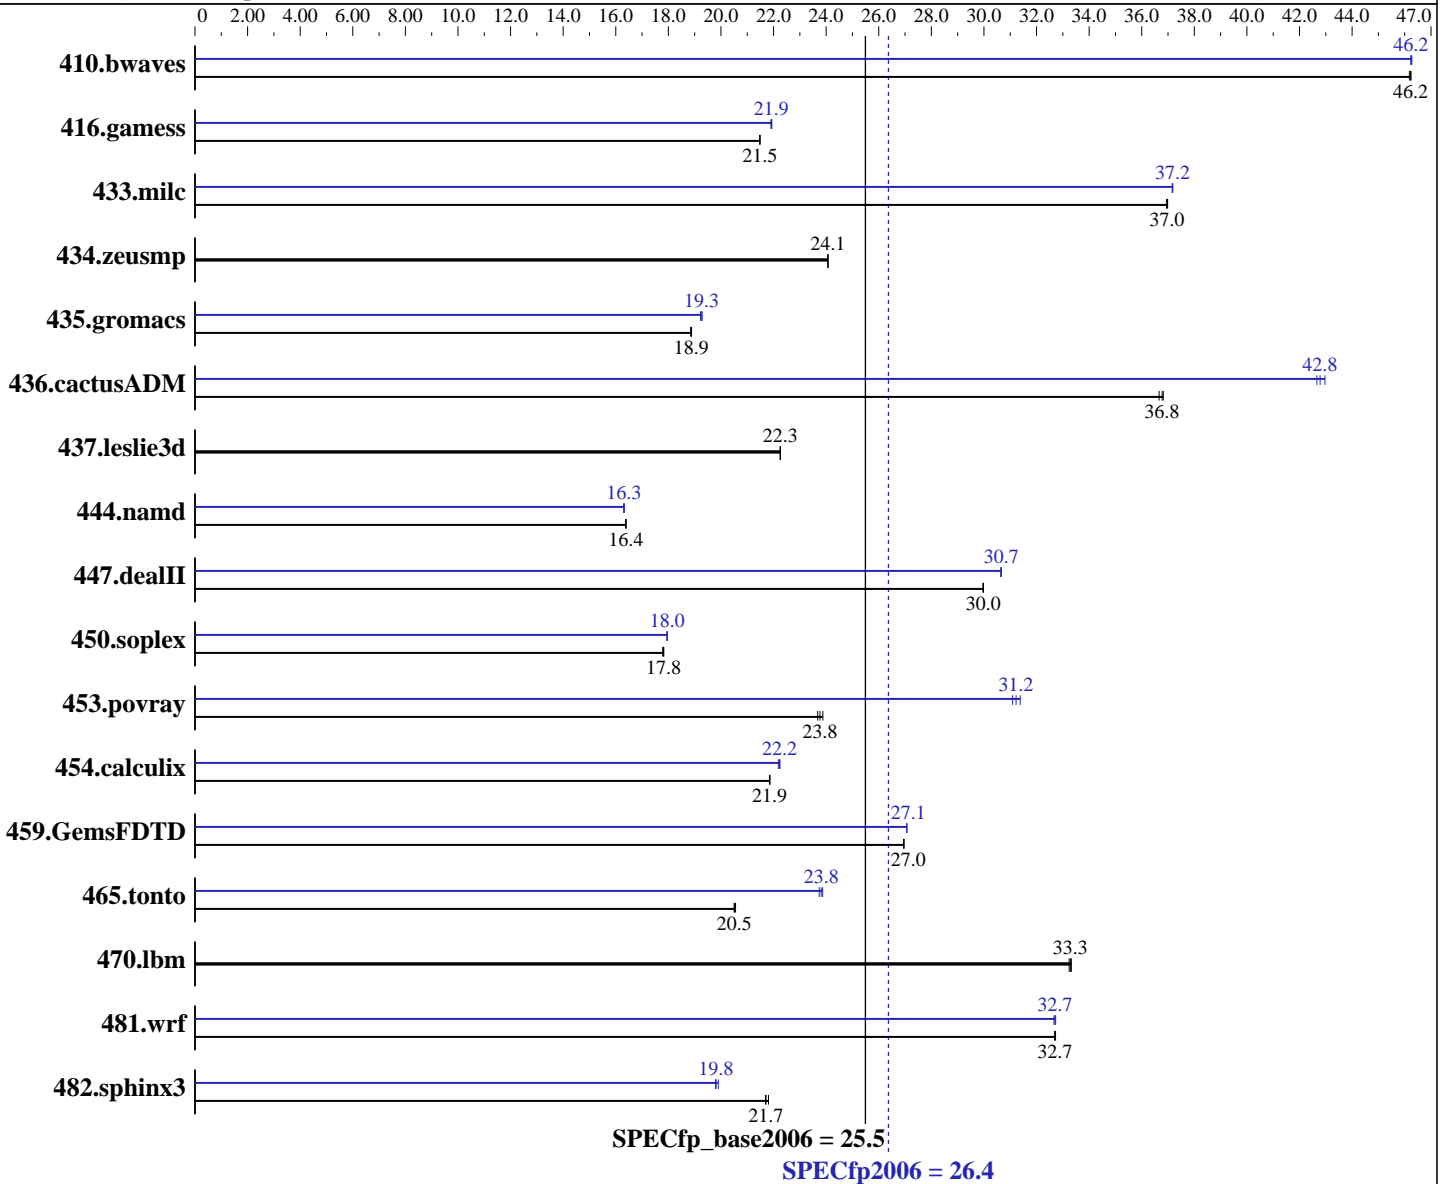 0 2.00 4.00 6.00 8.00 10.0 12.0 14.0 16.0 18.0 20.0 22.0 24.0 26.0 28.0 30.0 32.0 34.0 36.0 38.0 40.0 42.0 44.0 47.0
46.2
410.bwaves
46.2
21.9
416.gamess
21.5
37.2
433.milc
37.0
24.1
434.zeusmp
19.3
435.gromacs
18.9
42.8
436.cactusADM
36.8
22.3
437.leslie3d
16.3
444.namd
16.4
30.7
447.dealII
30.0
18.0
450.soplex
17.8
31.2
453.povray
23.8
22.2
454.calculix
21.9
27.1
459.GemsFDTD
27.0
23.8
465.tonto
20.5
33.3
470.lbm
32.7
481.wrf
32.7
19.8
482.sphinx3
21.7
SPECfp_base2006 = 25.5
SPECfp2006 = 26.4